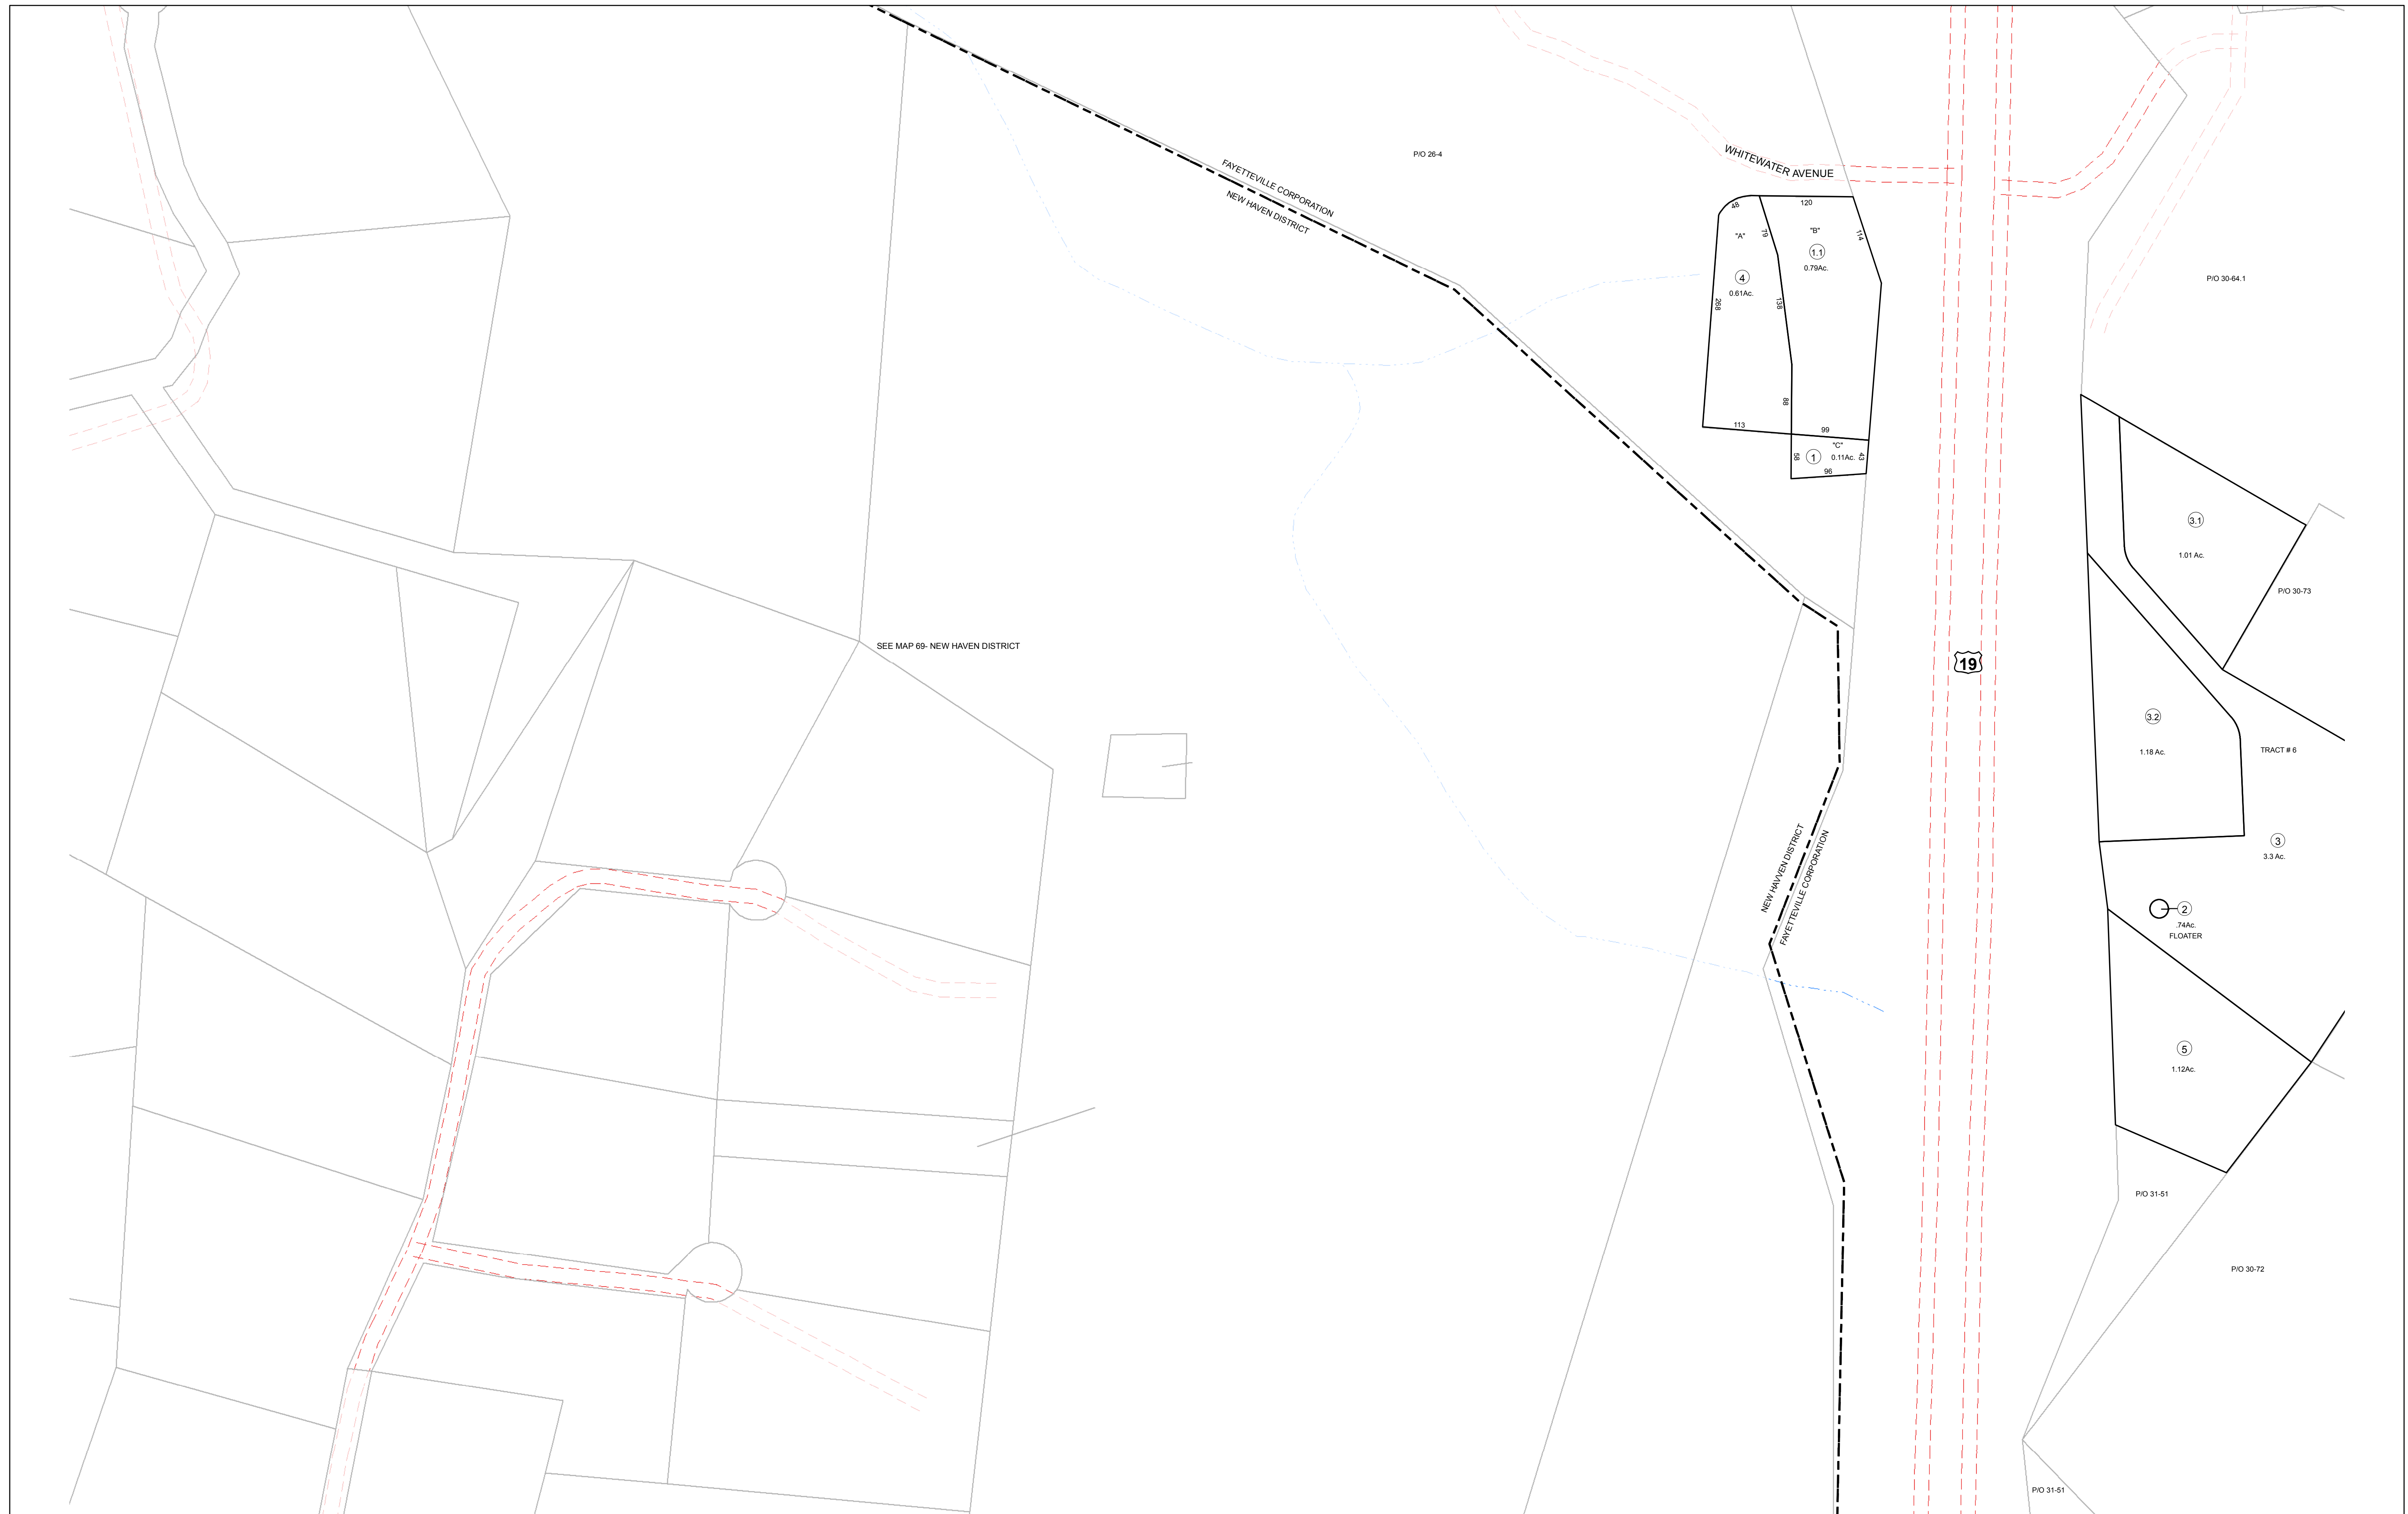 P/O 26-4
WHITEWATER AVENUE
FAYETTEVILLE CORPORATION
NEW HAVEN DISTRICT
48
120
"A"
79
"B"
114
1.1
0.79Ac.
4
0.61Ac.
268
138
88
113
99
"C"
58
1
0.11Ac.
43
96
P/O 30-64.1
3.1
1.01 Ac.
P/O 30-73
SEE MAP 69- NEW HAVEN DISTRICT
19
3.2
1.18 Ac.
TRACT # 6
3
3.3 Ac.
NEW HAVVEN DISTRICT
FAYETTEVILLE CORPORATION
2
.74Ac.
FLOATER
5
1.12Ac.
P/O 31-51
P/O 30-72
P/O 31-51